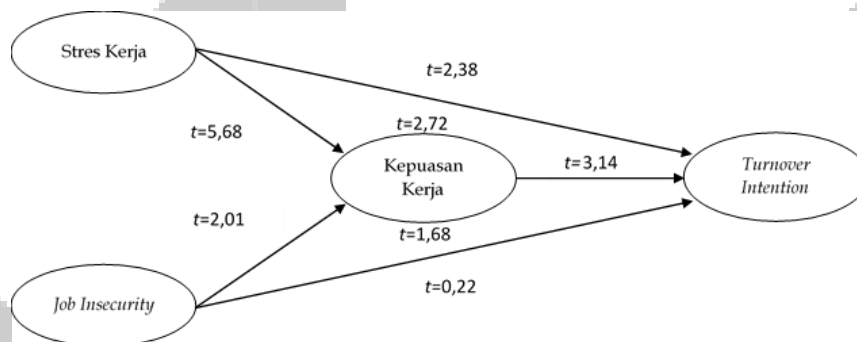 Stres Kerja
t=2,38
t=5,68
t=2,72
Kepuasan
Kerja
t=3,14
Turnover
Intention
t=2,01
t=1,68
Job Insecurity
t=0,22